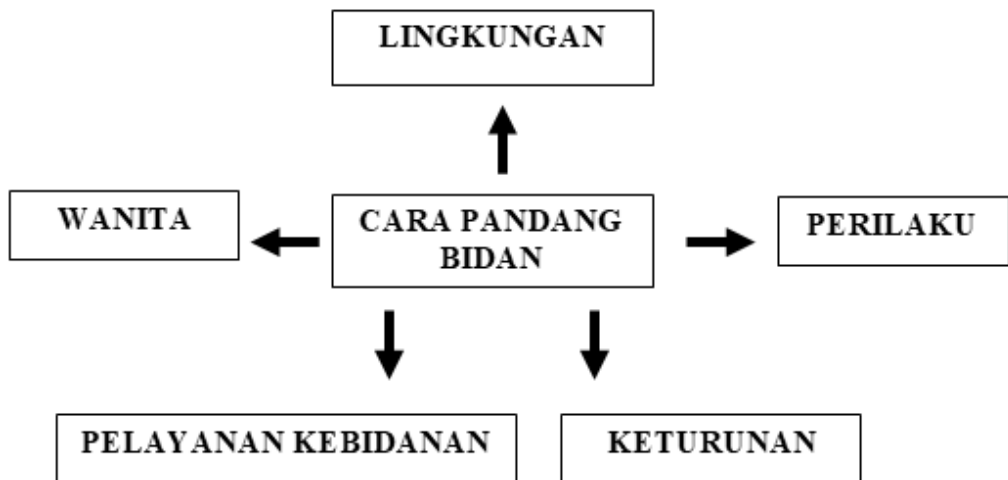 LINGKUNGAN
WANITA
CARA PANDANG
BIDAN
PERILAKU
PELAYANAN KEBIDANAN
KETURUNAN